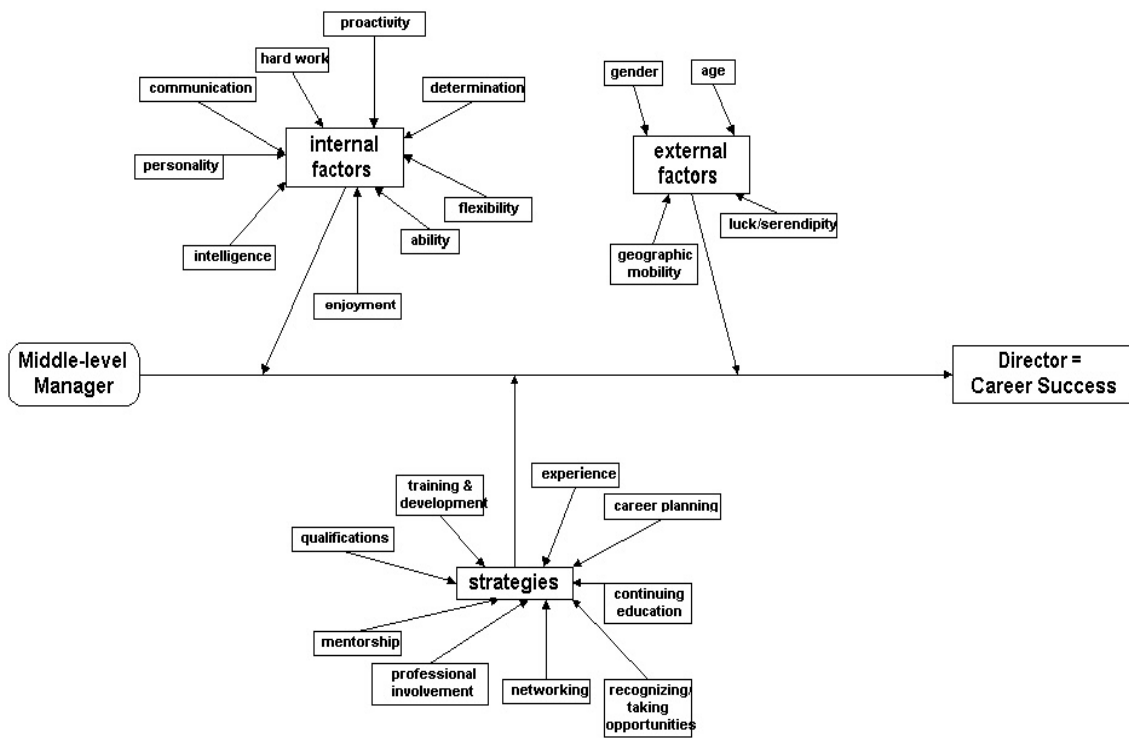 proactivity
hard work
communication
determination
internal
factors
personality
flexibility
ability
intelligence
enjoyment
gender
age
external
factors
luck/serendipity
geographic
mobility
Middle-level
Manager
Director =
Career Success
training &
development
experience
career planning
qualifications
strategies
continuing
education
mentorship
professional
involvement
networking
recognizing/
taking
opportunities